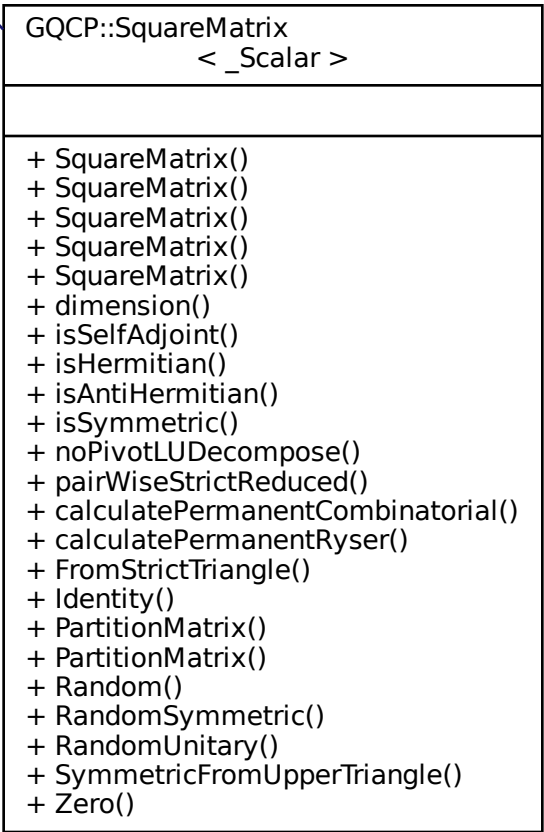 GQCP::SquareMatrix
< _Scalar >
+ SquareMatrix()
+ SquareMatrix()
+ SquareMatrix()
+ SquareMatrix()
+ SquareMatrix()
+ dimension()
+ isSelfAdjoint()
+ isHermitian()
+ isAntiHermitian()
+ isSymmetric()
+ noPivotLUDecompose()
+ pairWiseStrictReduced()
+ calculatePermanentCombinatorial()
+ calculatePermanentRyser()
+ FromStrictTriangle()
+ Identity()
+ PartitionMatrix()
+ PartitionMatrix()
+ Random()
+ RandomSymmetric()
+ RandomUnitary()
+ SymmetricFromUpperTriangle()
+ Zero()